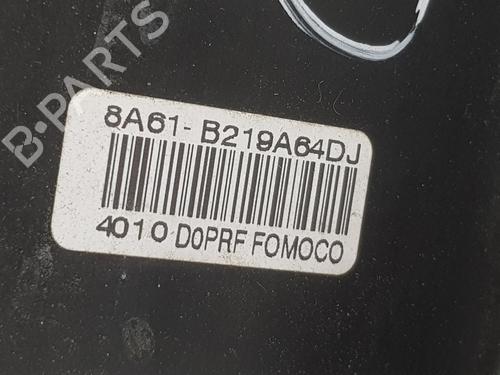 B-PARTS
8A61- B219A64DJ
4010 D0PRF FOMOCO